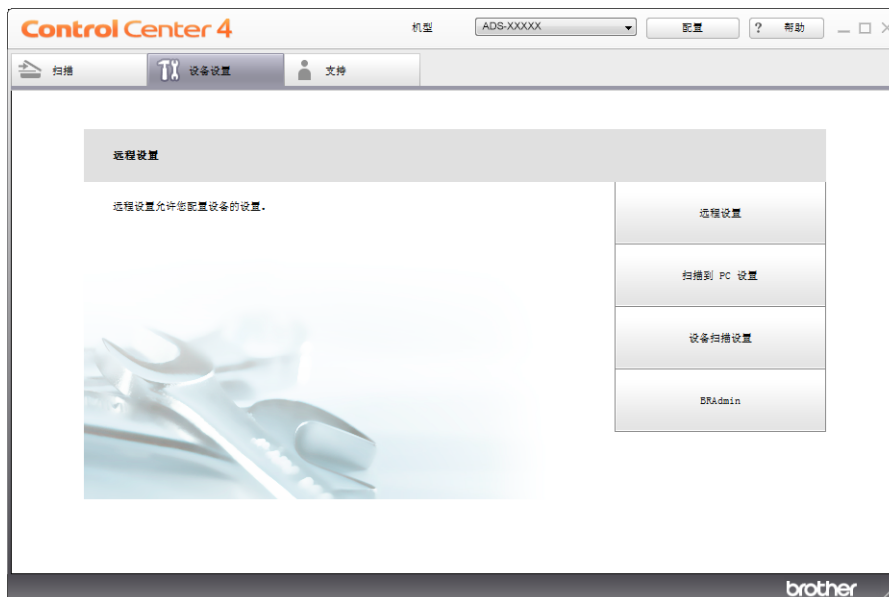 Control Center 4
机型
ADS-XXXXX
配置
? 帮助
扫描
设备设置
支持
远程设置
远程设置允许您配置设备的设置.
远程设置
扫描到 PC 设置
设备扫描设置
BRAdmin
brother